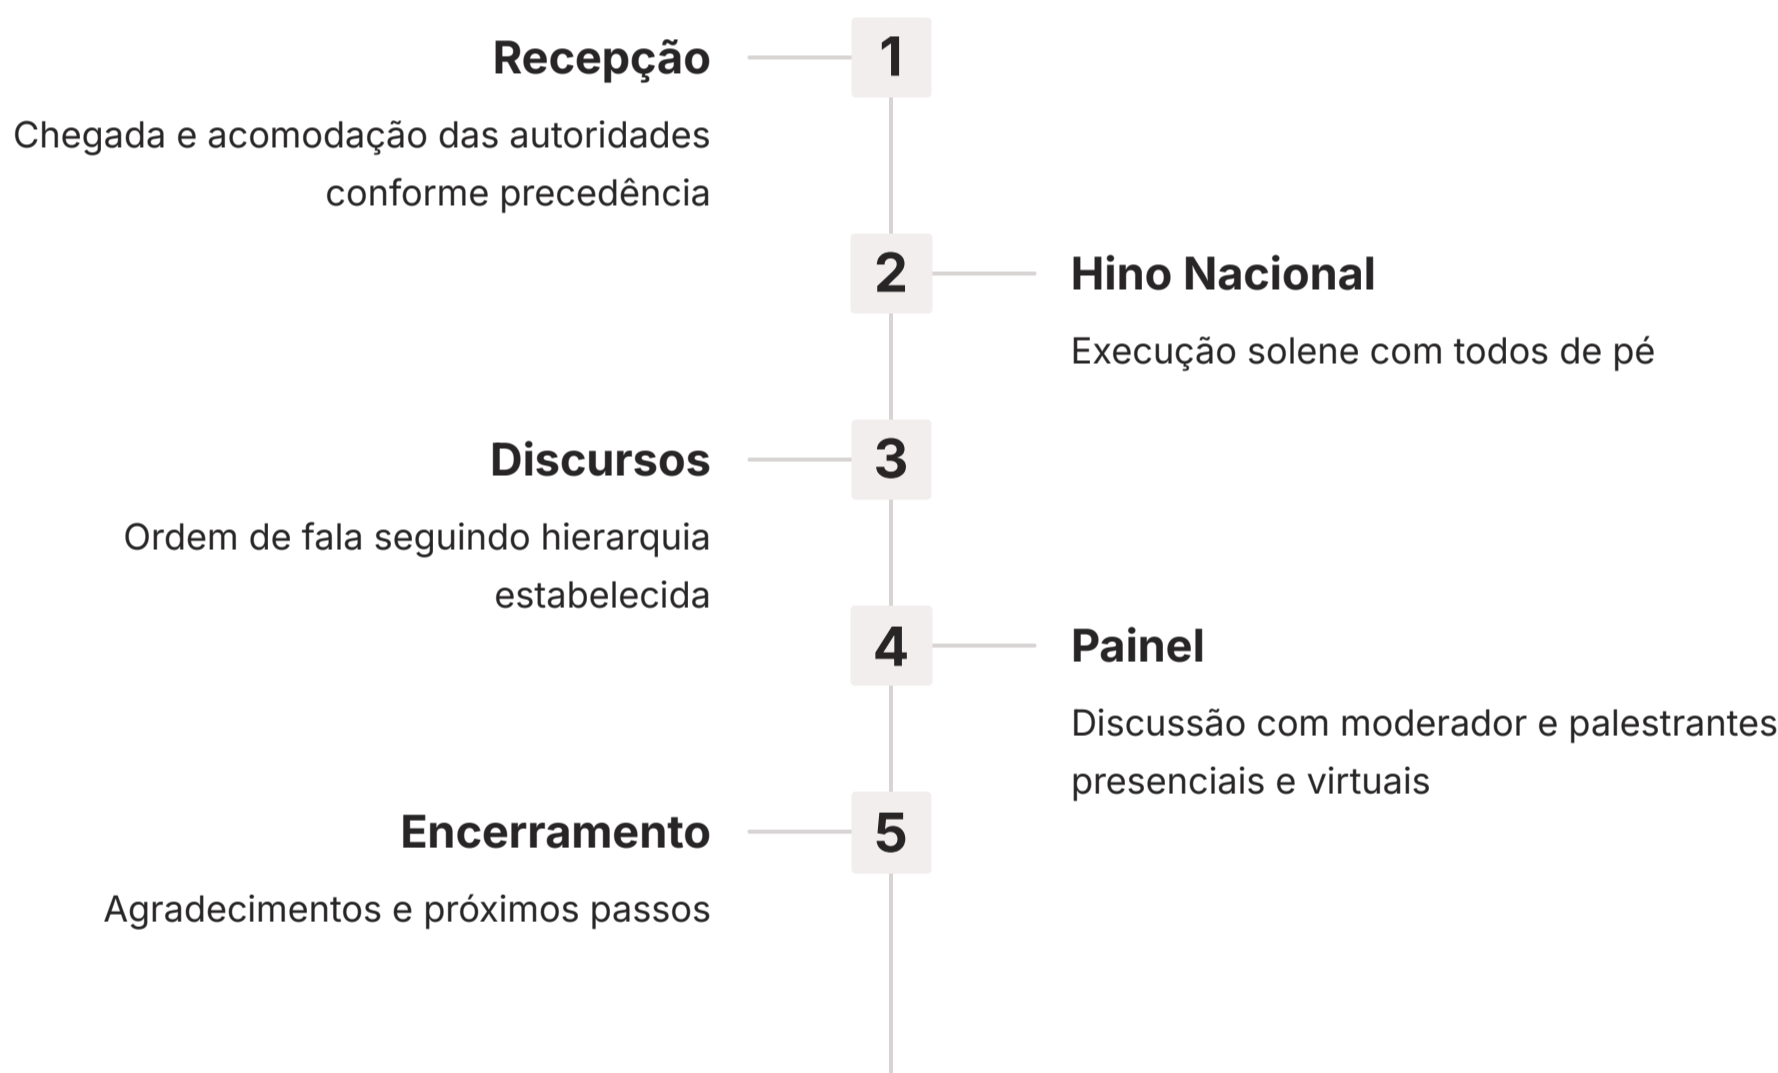 1
Recepção
Chegada e acomodação das autoridades
conforme precedência
2
Hino Nacional
Execução solene com todos de pé
3
Discursos
Ordem de fala seguindo hierarquia
estabelecida
4
Painel
Discussão com moderador e palestrantes
presenciais e virtuais
5
Encerramento
Agradecimentos e próximos passos